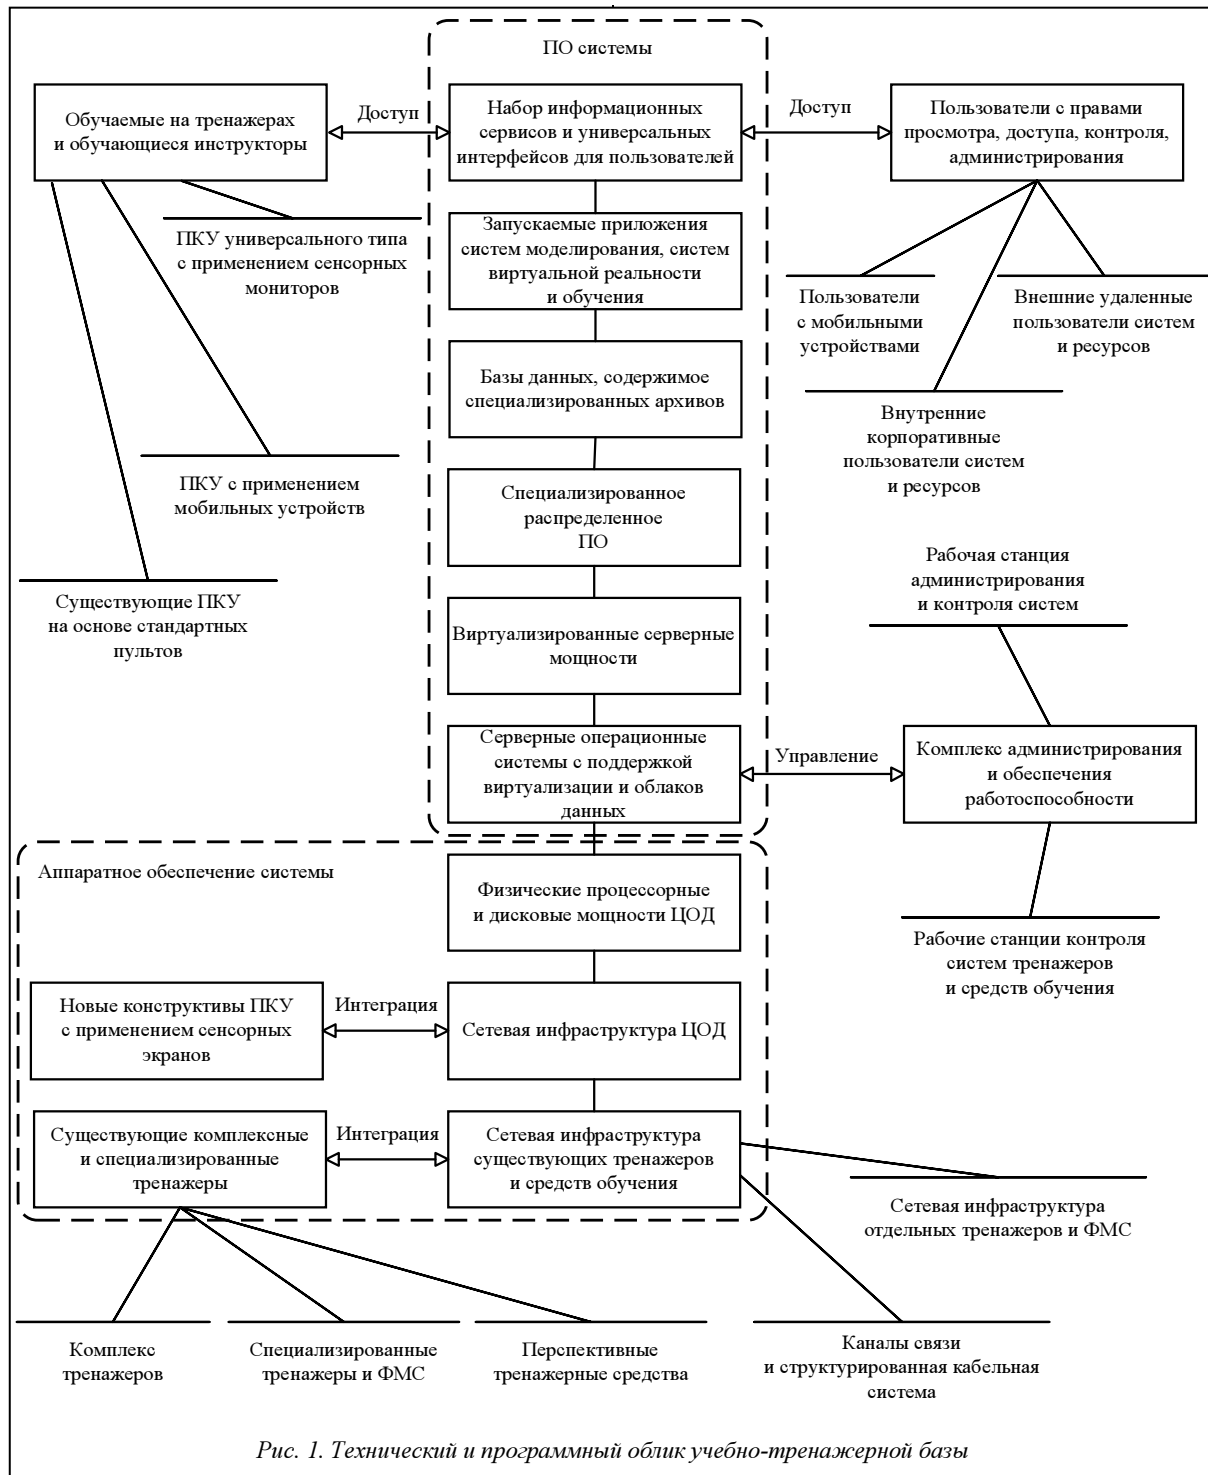 ПО системы
Обучаемые на тренажерах
и обучающиеся инструкторы
Доступ
Набор информационных
сервисов и универсальных
интерфейсов для пользователей
Доступ
Пользователи с правами
просмотра, доступа, контроля,
администрирования
ПКУ универсального типа
с применением сенсорных
мониторов
Запускаемые приложения
систем моделирования, систем
виртуальной реальности
и обучения
Пользователи
с мобильными
устройствами
Внешние удаленные
пользователи систем
и ресурсов
Базы данных, содержимое
специализированных архивов
Внутренние
корпоративные
пользователи систем
и ресурсов
ПКУ с применением
мобильных устройств
Специализированное
распределенное
ПО
Рабочая станция
администрирования
и контроля систем
Существующие ПКУ
на основе стандартных
пультов
Виртуализированные серверные
мощности
Серверные операционные
системы с поддержкой
виртуализации и облаков
данных
Управление
Комплекс администрирования
и обеспечения
работоспособности
Аппаратное обеспечение системы
Физические процессорные
и дисковые мощности ЦОД
Рабочие станции контроля
систем тренажеров
и средств обучения
Новые конструктивы ПКУ
с применением сенсорных
экранов
Интеграция
Сетевая инфраструктура ЦОД
Существующие комплексные
и специализированные
тренажеры
Интеграция
Сетевая инфраструктура
существующих тренажеров
и средств обучения
Сетевая инфраструктура
отдельных тренажеров и ФМС
Комплекс
тренажеров
Специализированные
тренажеры и ФМС
Перспективные
тренажерные средства
Каналы связи
и структурированная кабельная
система
Рис. 1. Технический и программный облик учебно-тренажерной базы